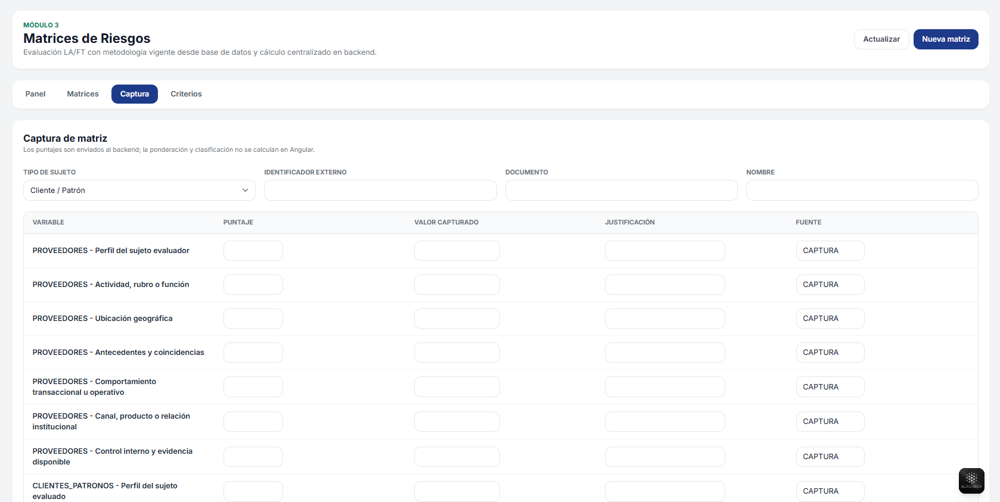 MÓDULO 3
Matrices de Riesgos
Evaluación LA/FT con metodología vigente desde base de datos y cálculo centralizado en backend.
Actualizar
Nueva matriz
Panel
Matrices
Captura
Criterios
Captura de matriz
Los puntajes son enviados al backend; la ponderación y clasificación no se calculan en Angular.
TIPO DE SUJETO
IDENTIFICADOR EXTERNO
DOCUMENTO
NOMBRE
Cliente / Patrón
VARIABLE
PUNTAJE
VALOR CAPTURADO
JUSTIFICACIÓN
FUENTE
PROVEEDORES - Perfil del sujeto evaluador
CAPTURA
PROVEEDORES - Actividad, rubro o función
CAPTURA
PROVEEDORES - Ubicación geográfica
CAPTURA
PROVEEDORES - Antecedentes y coincidencias
CAPTURA
PROVEEDORES - Comportamiento
transaccional u operativo
CAPTURA
PROVEEDORES - Canal, producto o relación
institucional
CAPTURA
PROVEEDORES - Control interno y evidencia
disponible
CAPTURA
CLIENTES_PATRONOS - Perfil del sujeto
evaluado
CAPTURA
BLACKBOX